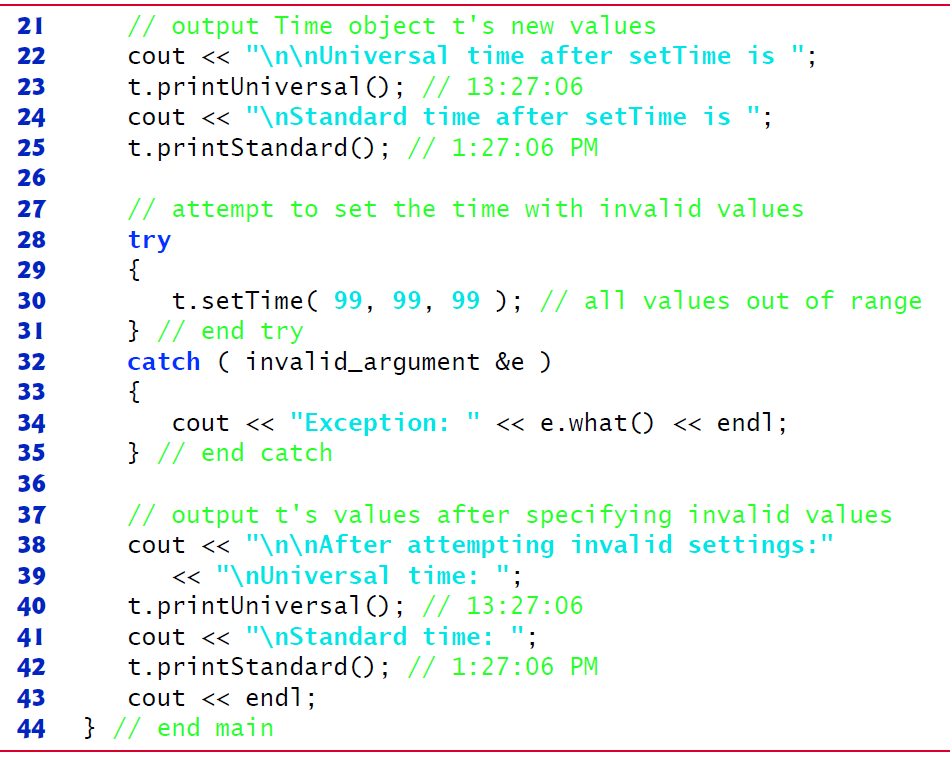 21 // output Time object t's new values
22 cout << "\n\nUniversal time after setTime is ";
23 t.printUniversal(); // 13:27:06
24 cout << "\nStandard time after setTime is ";
25 t.printStandard(); // 1:27:06 PM
26
27 // attempt to set the time with invalid values
28 try
29 {
30 t.setTime( 99, 99, 99 ); // all values out of range
31 } // end try
32 catch ( invalid_argument &e )
33 {
34 cout << "Exception: " << e.what() << endl;
35 } // end catch
36
37 // output t's values after specifying invalid values
38 cout << "\n\nAfter attempting invalid settings:"
39 << "\nUniversal time: ";
40 t.printUniversal(); // 13:27:06
41 cout << "\nStandard time: ";
42 t.printStandard(); // 1:27:06 PM
43 cout << endl;
44 } // end main